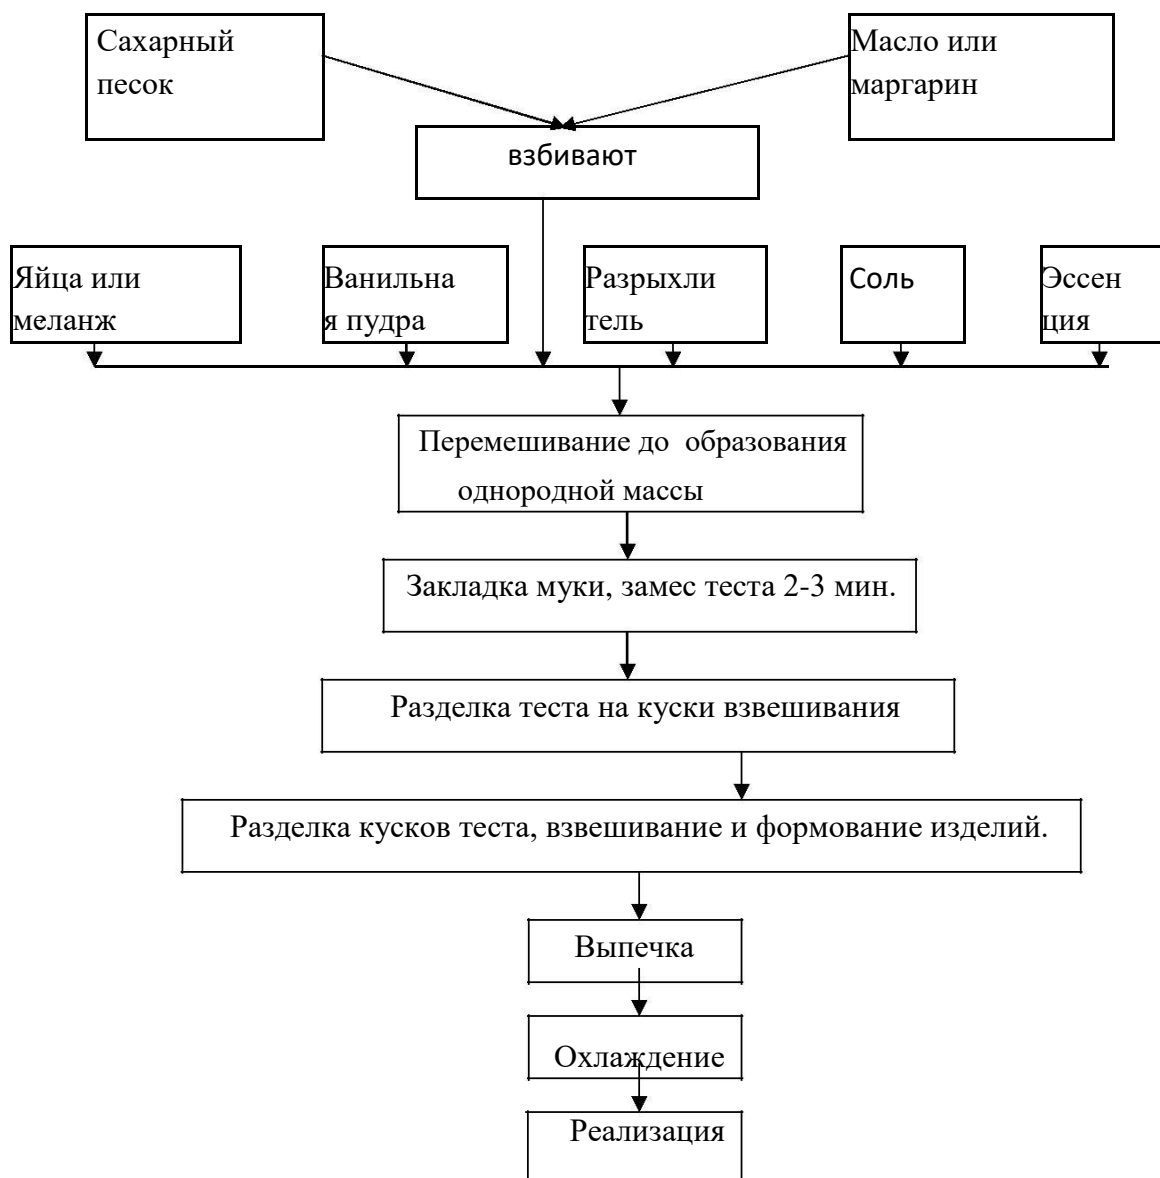 Сахарный
песок
Масло или
маргарин
взбивают
Яйца или
меланж
Ванильна
я пудра
Разрыхли
тель
Соль
Эссен
ция
Перемешивание до образования
однородной массы
Закладка муки, замес теста 2-3 мин.
Разделка теста на куски взвешивания
Разделка кусков теста, взвешивание и формование изделий.
Выпечка
Охлаждение
Реализация